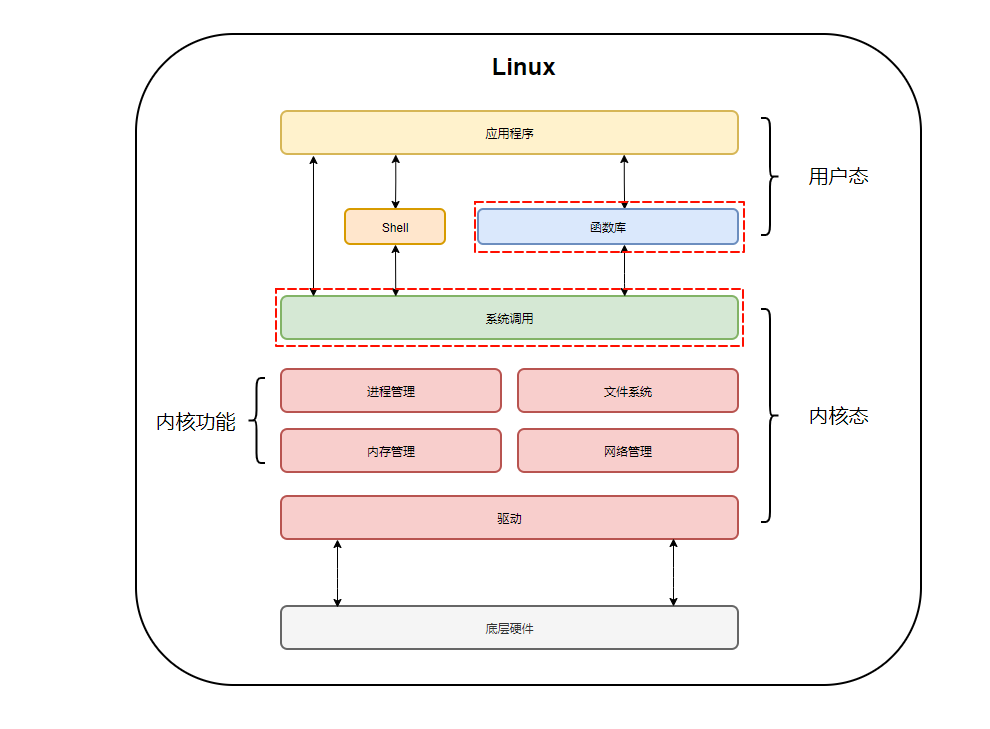 Linux
应用程序
用户态
Shell
函数库
系统调用
进程管理
文件系统
内核功能
内核态
内存管理
网络管理
驱动
底层硬件